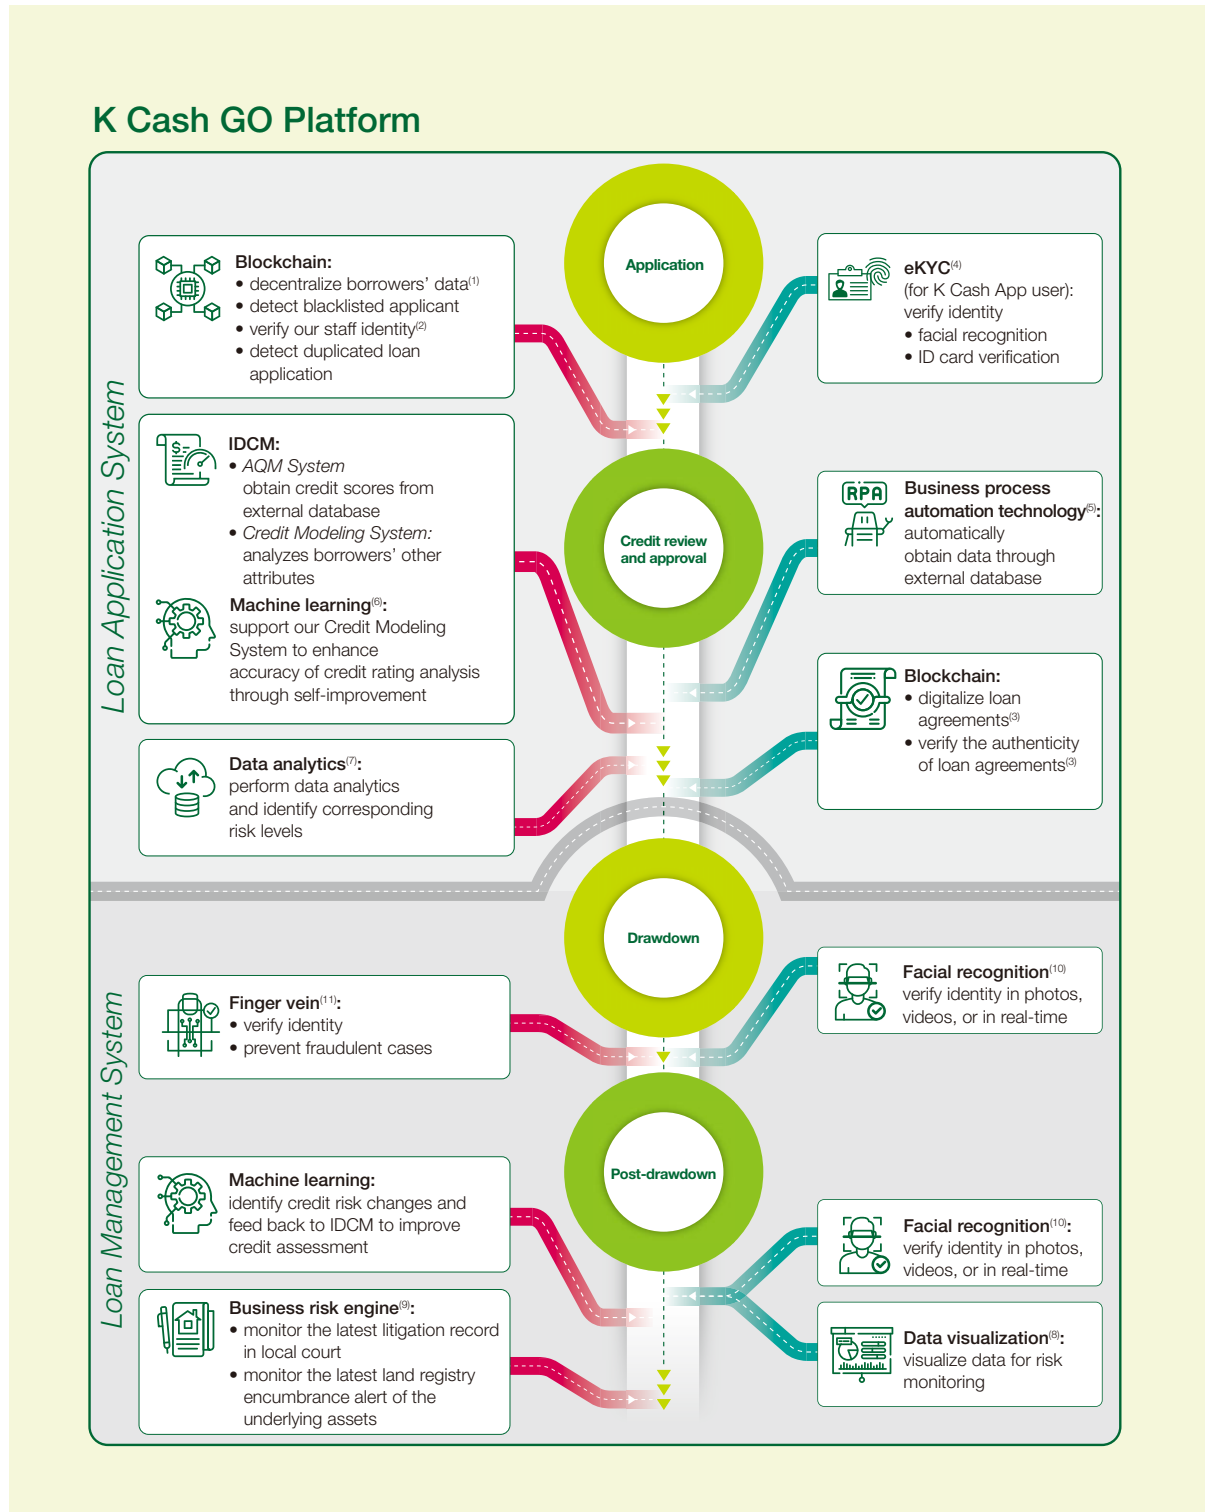 K Cash GO Platform
Loan Application System
Application
Blockchain:
• decentralize borrowers’ data(1)
• detect blacklisted applicant
• verify our staff identity(2)
• detect duplicated loan
application
eKYC(4)
(for K Cash App user):
verify identity
• facial recognition
• ID card verification
IDCM:
• AQM System
obtain credit scores from
external database
• Credit Modeling System:
analyzes borrowers’ other
attributes
Machine learning(6):
support our Credit Modeling
System to enhance
accuracy of credit rating analysis
through self-improvement
Credit review
and approval
RPA
Business process
automation technology(5):
automatically
obtain data through
external database
Blockchain:
• digitalize loan
agreements(3)
• verify the authenticity
of loan agreements(3)
Data analytics(7):
perform data analytics
and identify corresponding
risk levels
Loan Management System
Drawdown
Finger vein(11):
• verify identity
• prevent fraudulent cases
Facial recognition(10)
verify identity in photos,
videos, or in real-time
Post-drawdown
Machine learning:
identify credit risk changes and
feed back to IDCM to improve
credit assessment
Business risk engine(9):
• monitor the latest litigation record
in local court
• monitor the latest land registry
encumbrance alert of the
underlying assets
Facial recognition(10):
verify identity in photos,
videos, or in real-time
Data visualization(8):
visualize data for risk
monitoring